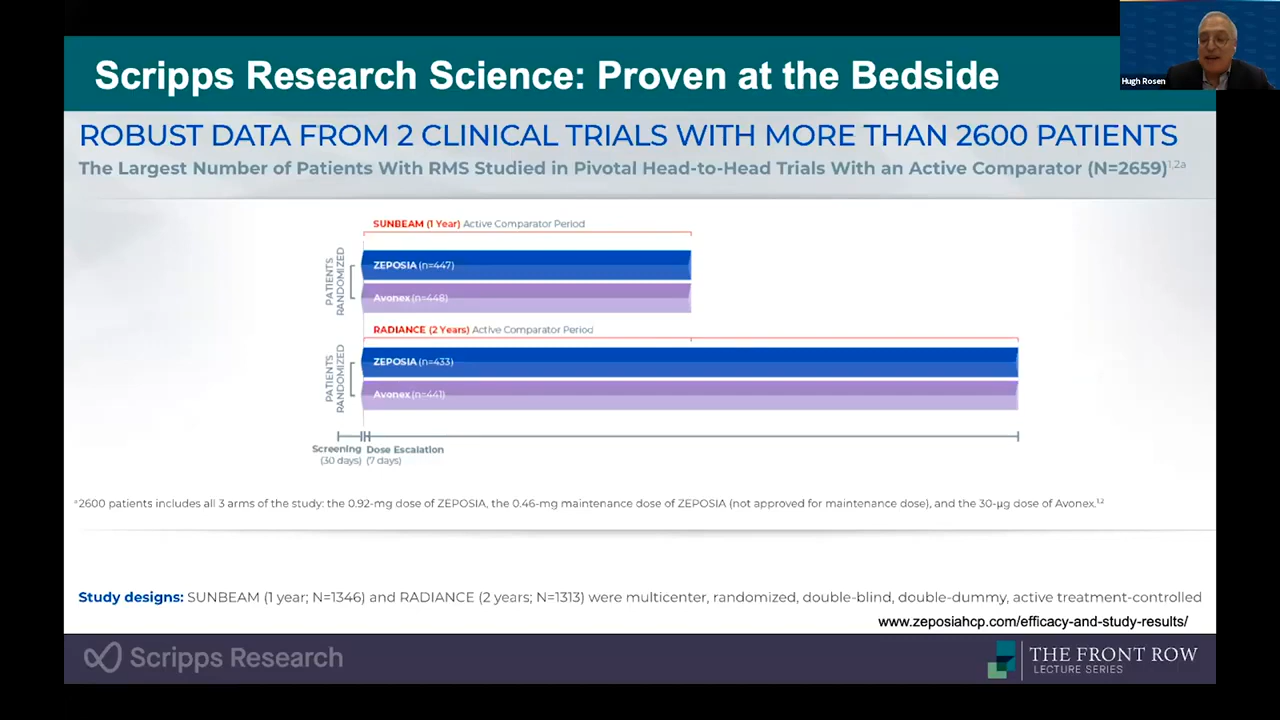 Scripps Research Science: Proven at the Bedside
Hugh Rosen
ROBUST DATA FROM 2 CLINICAL TRIALS WITH MORE THAN 2600 PATIENTS
The Largest Number of Patients With RMS Studied in Pivotal Head-to-Head Trials With an Active Comparator (N=2659)1,2a
SUNBEAM (1 Year) Active Comparator Period
PATIENTS
RANDOMIZED
ZEPOSIA (n=447)
Avonex (n=448)
RADIANCE (2 Years) Active Comparator Period
PATIENTS
RANDOMIZED
ZEPOSIA (n=433)
Avonex (n=441)
Screening
(30 days)
Dose Escalation
(7 days)
a2600 patients includes all 3 arms of the study: the 0.92-mg dose of ZEPOSIA, the 0.46-mg maintenance dose of ZEPOSIA (not approved for maintenance dose), and the 30-μg dose of Avonex.1,2
Study designs: SUNBEAM (1 year; N=1346) and RADIANCE (2 years; N=1313) were multicenter, randomized, double-blind, double-dummy, active treatment-controlled
www.zeposiahcp.com/efficacy-and-study-results/
Scripps Research
THE FRONT ROW
LECTURE SERIES